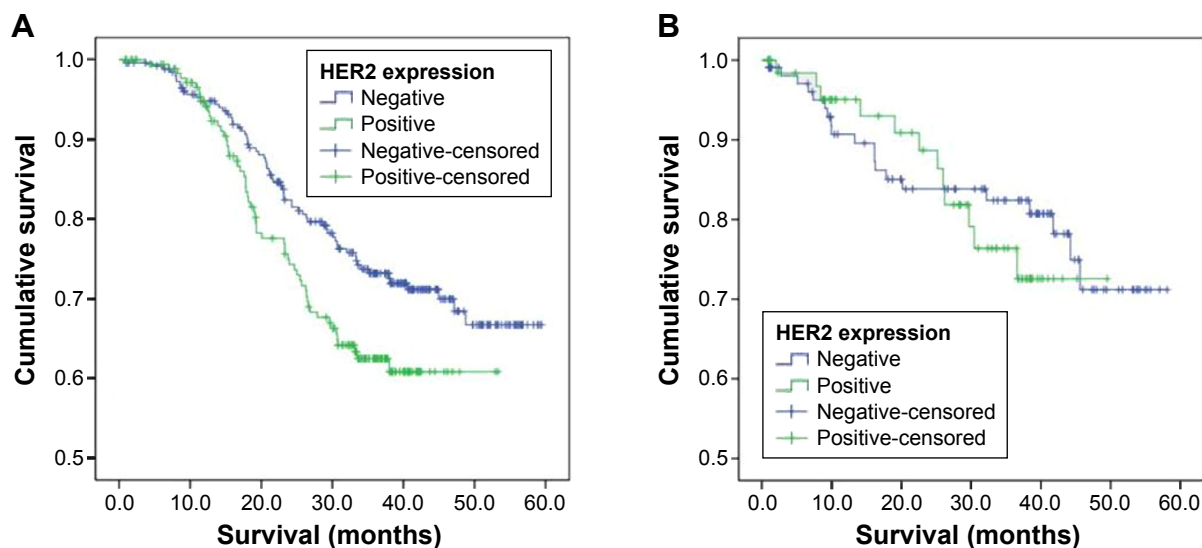 A
Cumulative survival
1.0
0.9
0.8
0.7
0.6
0.5
HER2 expression
Negative
Positive
Negative-censored
Positive-censored
0.0 10.0 20.0 30.0 40.0 50.0 60.0
Survival (months)
B
Cumulative survival
1.0
0.9
0.8
0.7
0.6
0.5
HER2 expression
Negative
Positive
Negative-censored
Positive-censored
0.0 10.0 20.0 30.0 40.0 50.0 60.0
Survival (months)